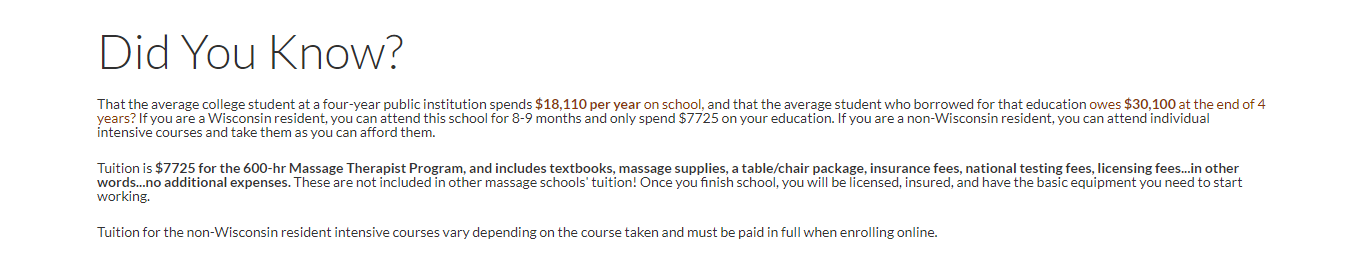 Did You Know?
That the average college student at a four-year public institution spends $18,110 per year on school, and that the average student who borrowed for that education owes $30,100 at the end of 4
years? If you are a Wisconsin resident, you can attend this school for 8-9 months and only spend $7725 on your education. If you are a non-Wisconsin resident, you can attend individual
intensive courses and take them as you can afford them.
Tuition is $7725 for the 600-hr Massage Therapist Program, and includes textbooks, massage supplies, a table/chair package, insurance fees, national testing fees, licensing fees...in other
words...no additional expenses. These are not included in other massage schools' tuition! Once you finish school, you will be licensed, insured, and have the basic equipment you need to start
working.
Tuition for the non-Wisconsin resident intensive courses vary depending on the course taken and must be paid in full when enrolling online.